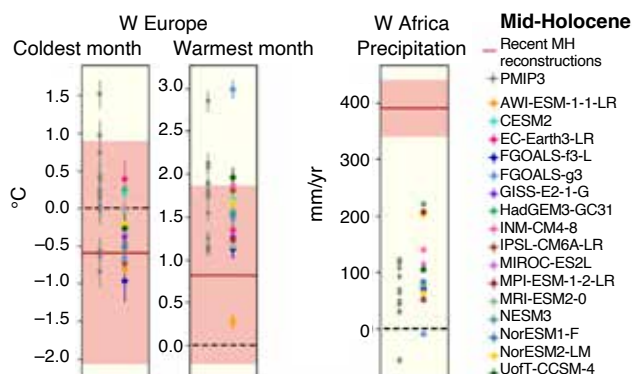 W Europe
Coldest month
Warmest month
°C
1.5
1.0
0.5
0.0
−0.5
−1.0
−1.5
−2.0
3.0
2.5
2.0
1.5
1.0
0.5
0.0
W Africa
Precipitation
mm/yr
400
300
200
100
0
Mid-Holocene
Recent MH
reconstructions
PMIP3
AWI-ESM-1-1-LR
CESM2
EC-Earth3-LR
FGOALS-f3-L
FGOALS-g3
GISS-E2-1-G
HadGEM3-GC31
INM-CM4-8
IPSL-CM6A-LR
MIROC-ES2L
MPI-ESM-1-2-LR
MRI-ESM2-0
NESM3
NorESM1-F
NorESM2-LM
UofT-CCSM-4